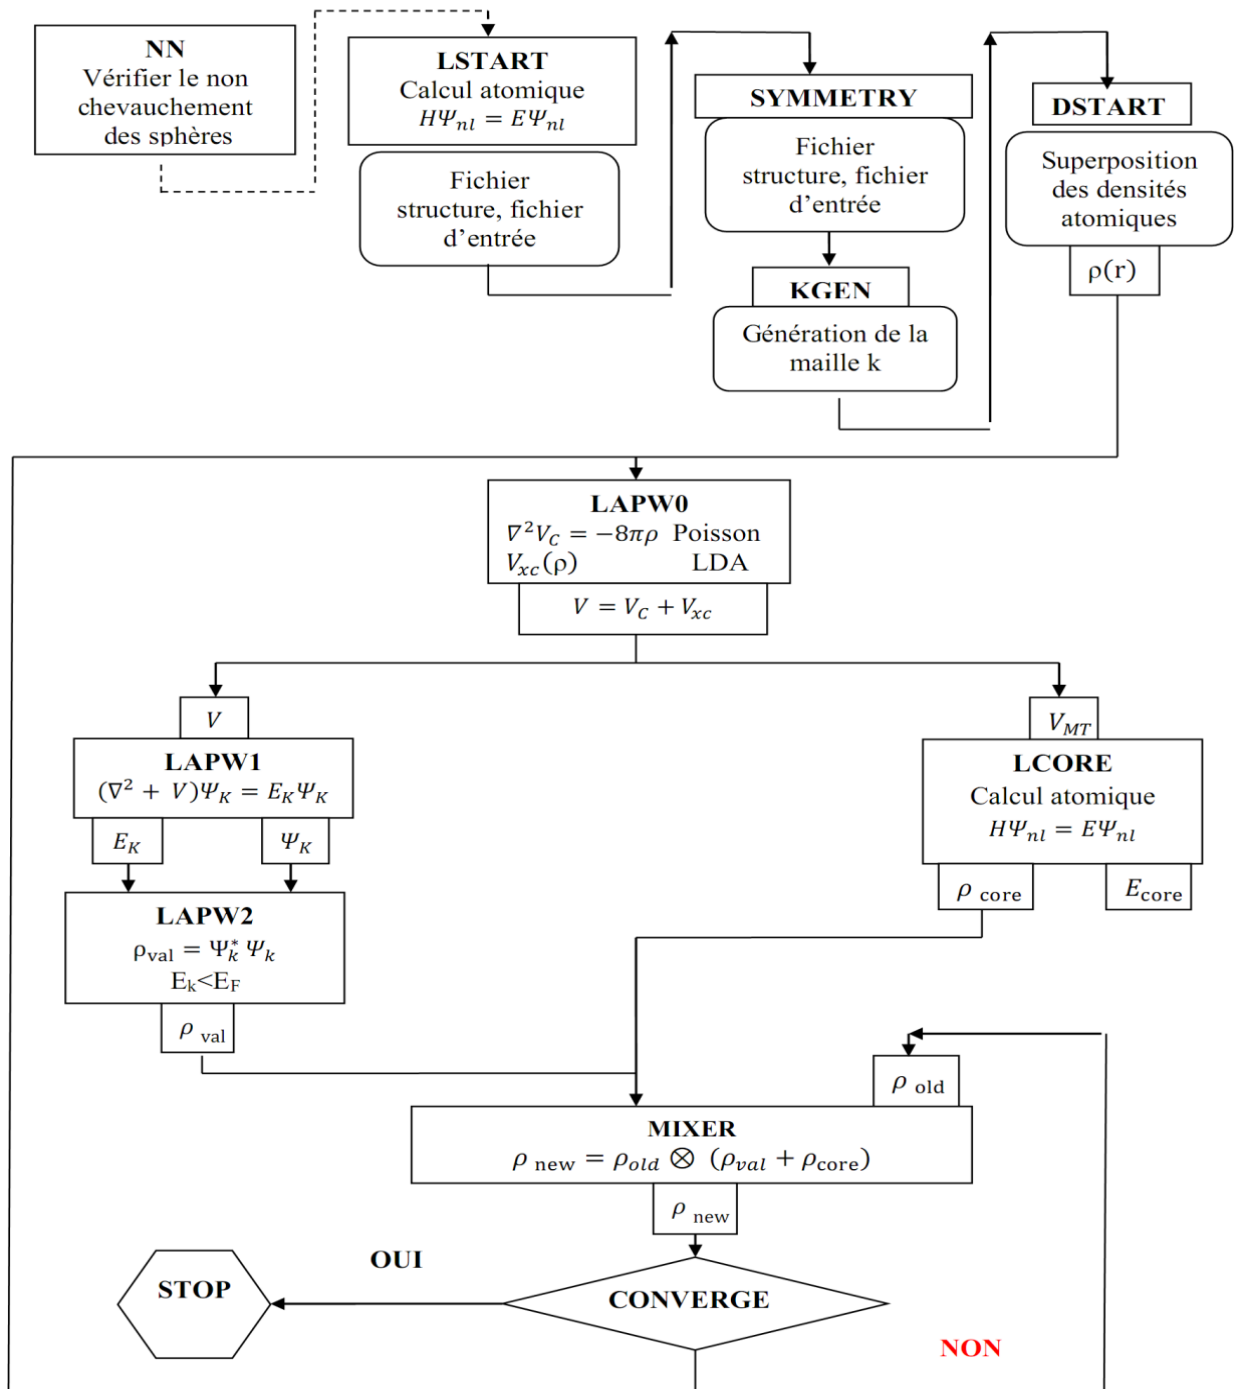 NN
Vérifier le non
chevauchement
des sphères
LSTART
Calcul atomique
HΨnl = EΨnl
Fichier
structure, fichier
d’entrée
SYMMETRY
Fichier
structure, fichier
d’entrée
KGEN
Génération de la
maille k
DSTART
Superposition
des densités
atomiques
ρ(r)
LAPW0
∇²VC = −8πρ Poisson
Vxc(ρ) LDA
V = VC + Vxc
V
LAPW1
(∇² + V)ΨK = EKΨK
EK
ΨK
LAPW2
ρval = Ψk* Ψk
Ek<EF
ρ val
VMT
LCORE
Calcul atomique
HΨnl = EΨnl
ρ core
Ecore
ρ old
MIXER
ρ new = ρold ⊗ (ρval + ρcore)
ρ new
OUI
STOP
CONVERGE
NON